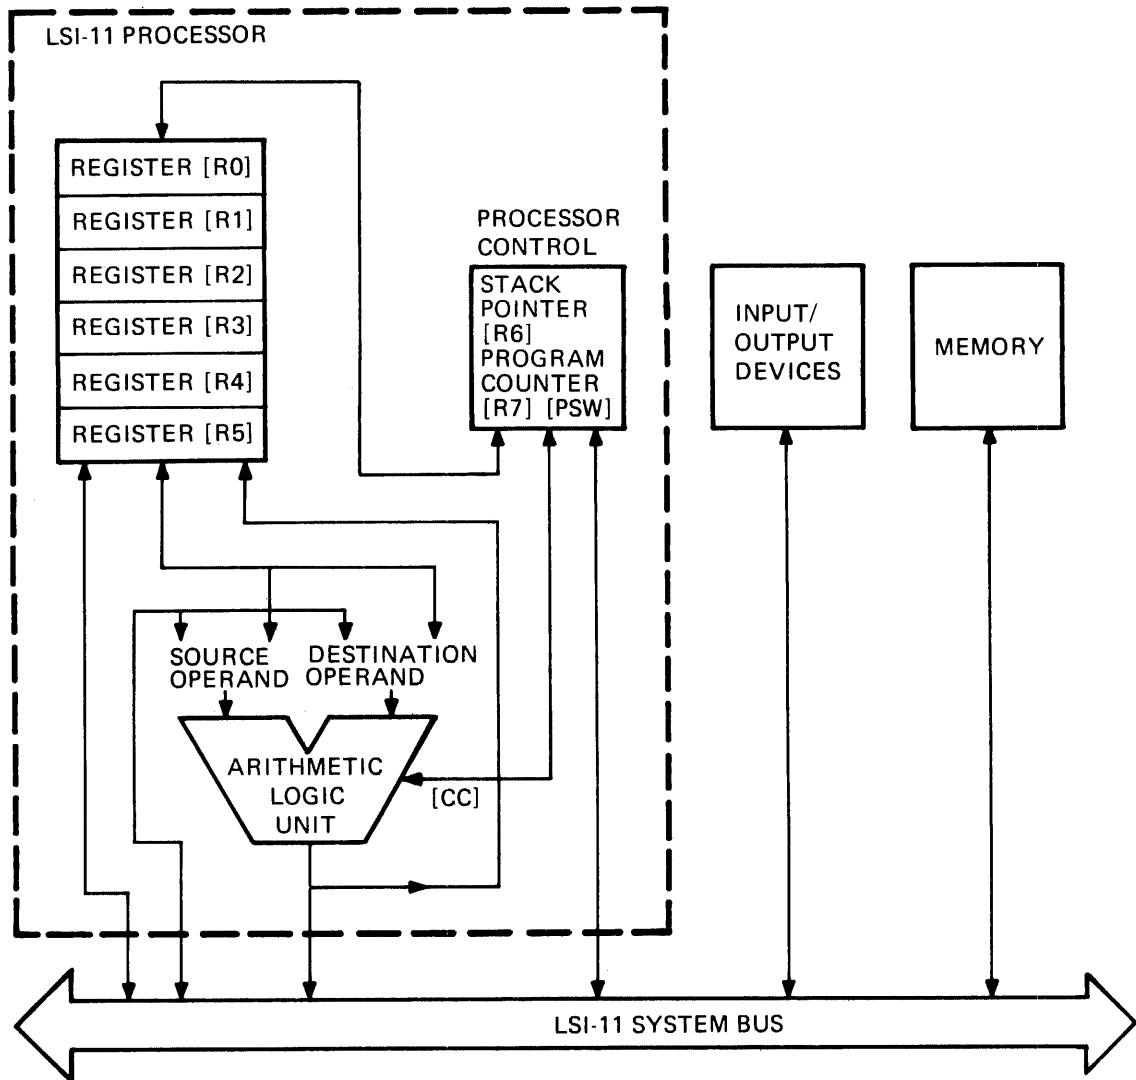 LSI-11 PROCESSOR
REGISTER [R0]
REGISTER [R1]
REGISTER [R2]
REGISTER [R3]
REGISTER [R4]
REGISTER [R5]
PROCESSOR
CONTROL
STACK
POINTER
[R6]
PROGRAM
COUNTER
[R7] [PSW]
INPUT/
OUTPUT
DEVICES
MEMORY
SOURCE
OPERAND
DESTINATION
OPERAND
ARITHMETIC
LOGIC
UNIT
[CC]
LSI-11 SYSTEM BUS